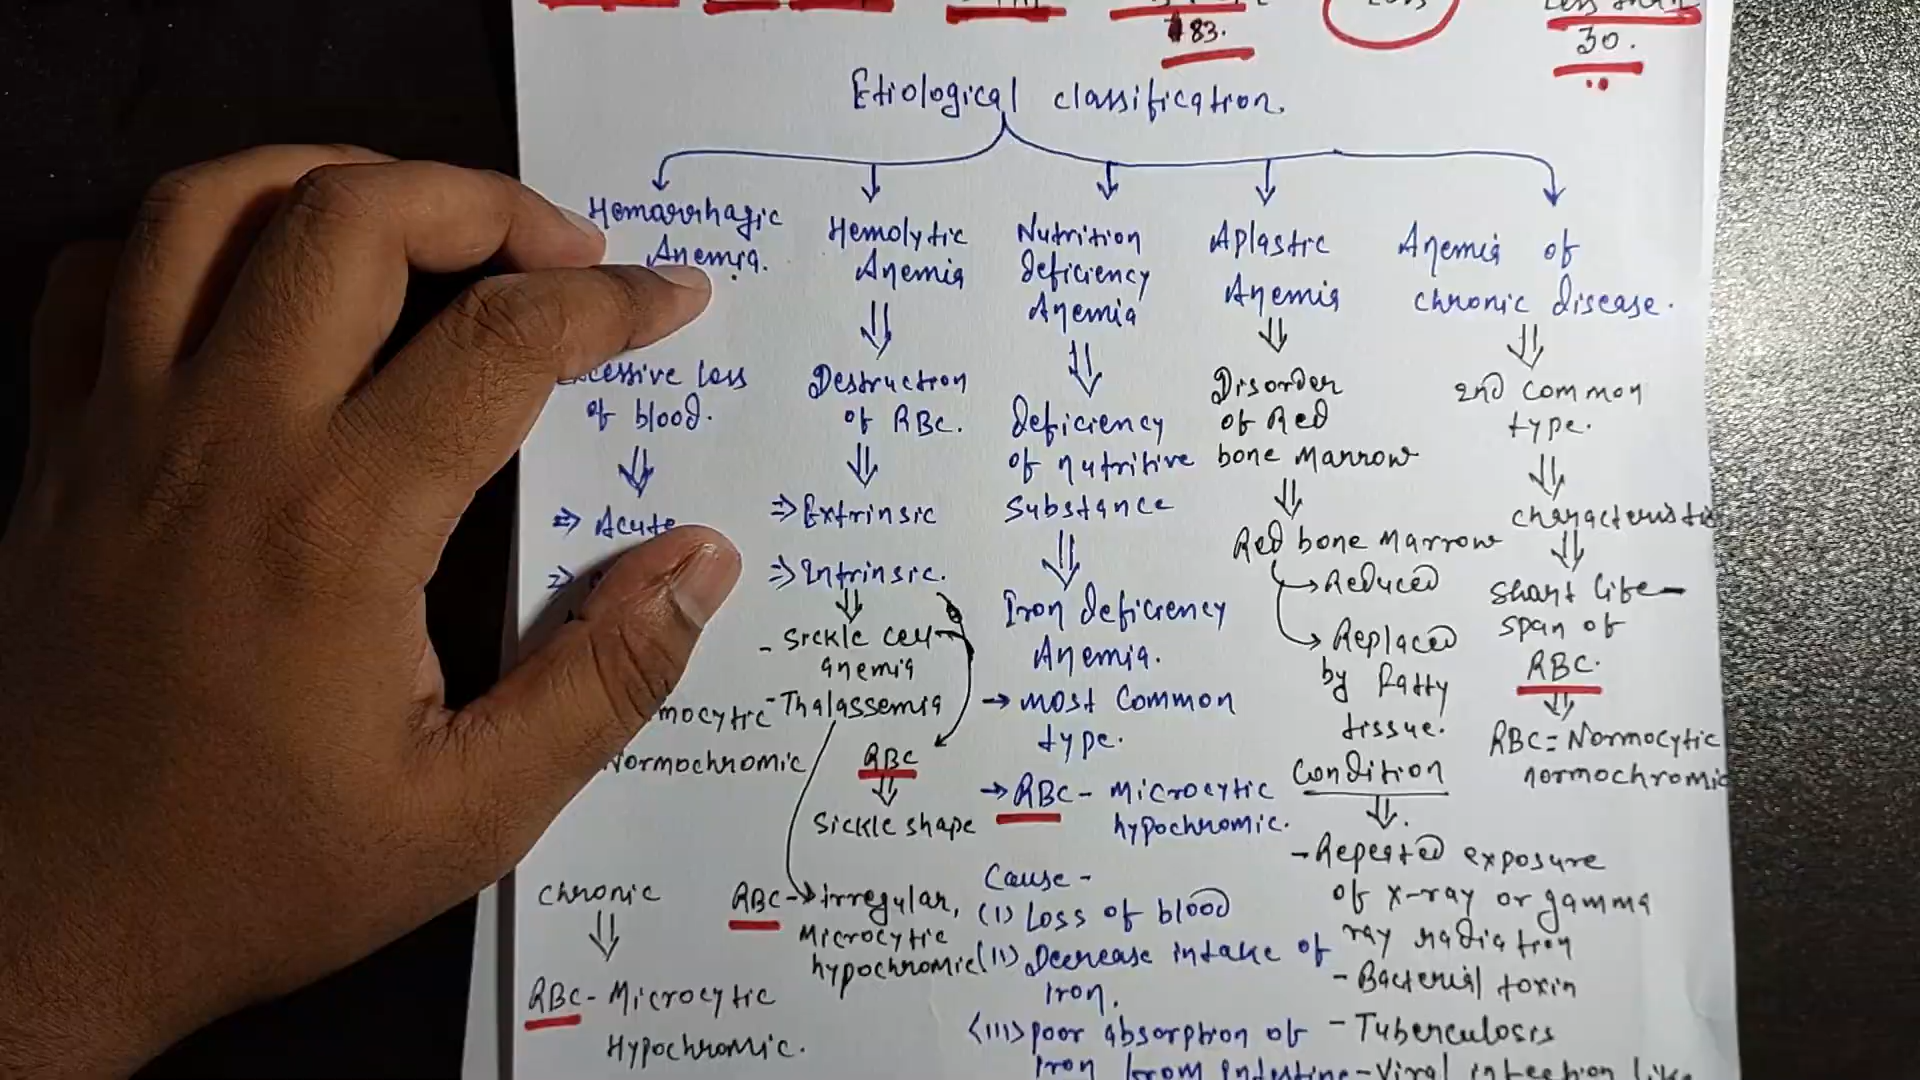 83.
30.
Etiological classification.
Hemarrhagic
Anemia.
Excessive loss
of blood.
⇒ Acute
Normochromic
chronic
RBC - Microcytic
Hypochromic.
Hemolytic
Anemia
Destruction
of RBC.
⇒ Extrinsic
⇒ Intrinsic.
- Sickle cell
anemia
- Thalassemia
RBC
Sickle shape
RBC → irregular,
Microcytic
hypochromic
Nutrition
deficiency
Anemia
deficiency
of nutritive
Substance
Iron deficiency
Anemia.
→ most common
type.
→ RBC - Microcytic
hypochromic.
Cause -
(I) Loss of blood
(II) Decrease intake of
Iron.
(III) poor absorption of
Iron from intestine
Aplastic
Anemia
Disorder
of Red
bone Marrow
Red bone Marrow
→ Reduced
→ Replaced
by fatty
tissue.
Condition
- Repeated exposure
of x-ray or gamma
ray radiation
- Bacterial toxin
- Tuberculosis
- Viral infection like
Anemia of
chronic disease.
2nd common
type.
short life
span of
RBC.
RBC = Normocytic
normochromic